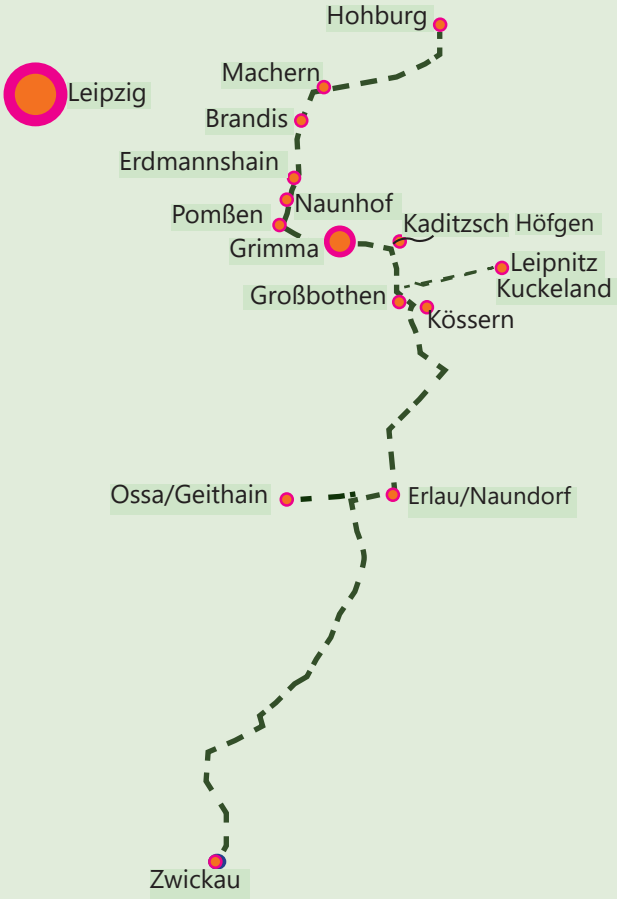 Hohburg
Machern
Leipzig
Brandis
Erdmannshain
Naunhof
Pomßen
Kaditzsch Höfgen
Grimma
Leipnitz
Kuckeland
Großbothen
Kössern
Ossa/Geithain
Erlau/Naundorf
Zwickau